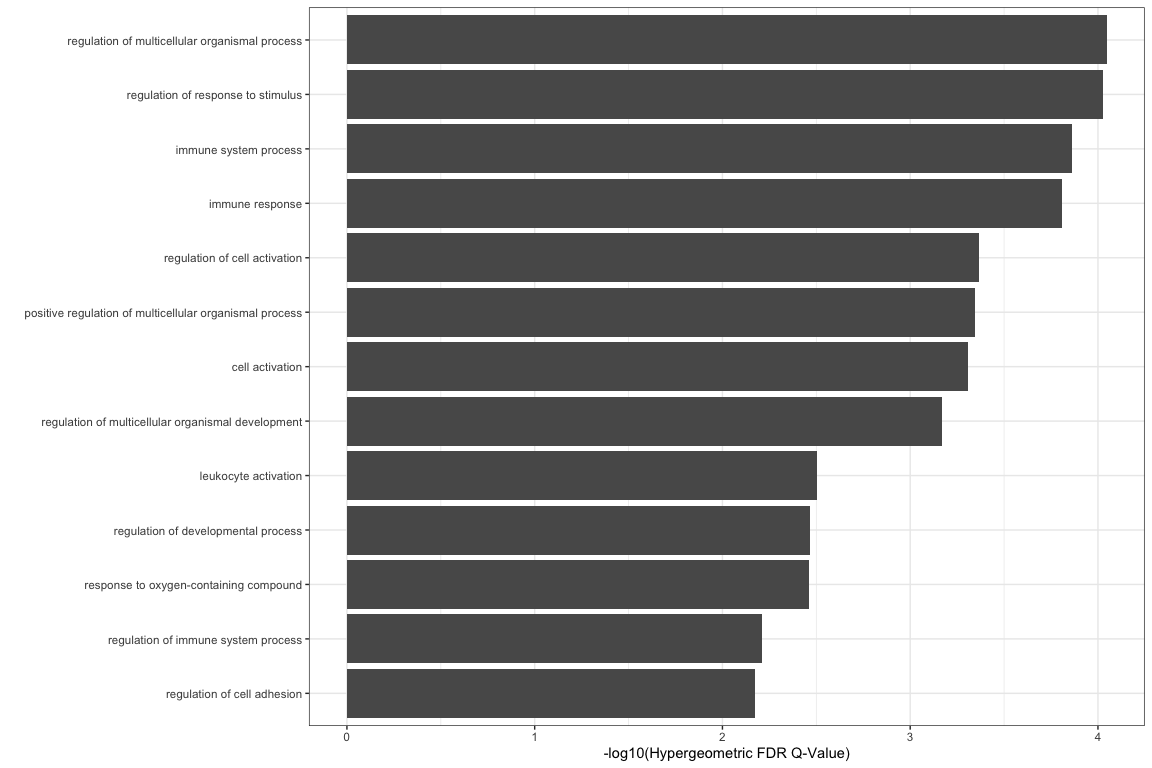 regulation of multicellular organismal process
regulation of response to stimulus
immune system process
immune response
regulation of cell activation
positive regulation of multicellular organismal process
cell activation
regulation of multicellular organismal development
leukocyte activation
regulation of developmental process
response to oxygen-containing compound
regulation of immune system process
regulation of cell adhesion
0 1 2 3 4
-log10(Hypergeometric FDR Q-Value)